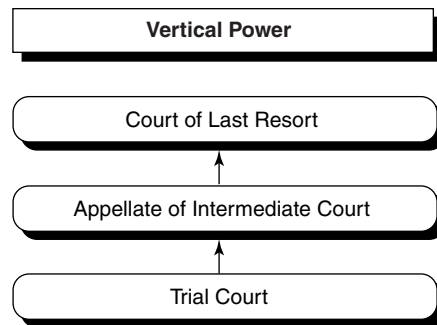 Vertical Power
Court of Last Resort
Appellate of Intermediate Court
Trial Court